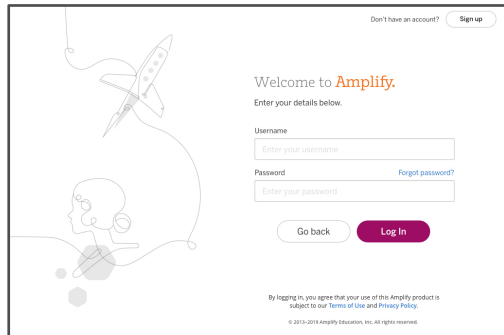 Don't have an account? Sign up
Welcome to Amplify.
Enter your details below.
Username
Enter your username
Password Forgot password?
Enter your password
Go back Log In
By logging in, you agree that your use of this Amplify product is
subject to our Terms of Use and Privacy Policy.
© 2013–2019 Amplify Education, Inc. All rights reserved.